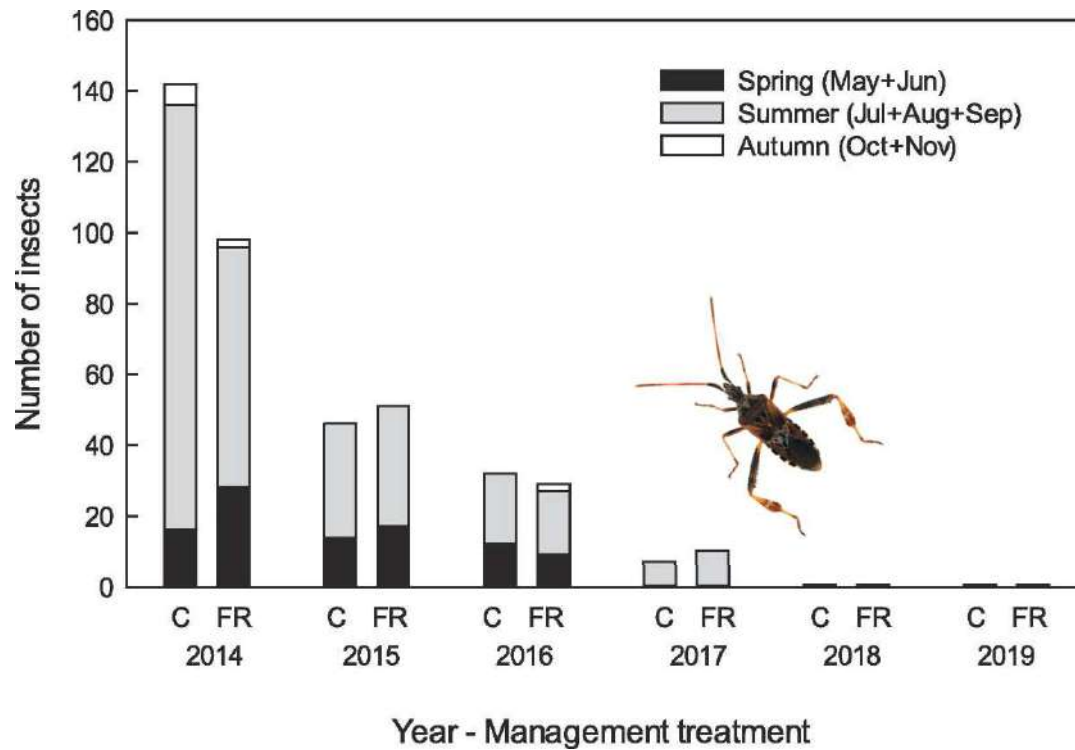 160
140
120
100
80
60
40
20
0
Number of insects
Spring (May+Jun)
Summer (Jul+Aug+Sep)
Autumn (Oct+Nov)
C FR C FR C FR C FR C FR C FR
2014 2015 2016 2017 2018 2019
Year - Management treatment